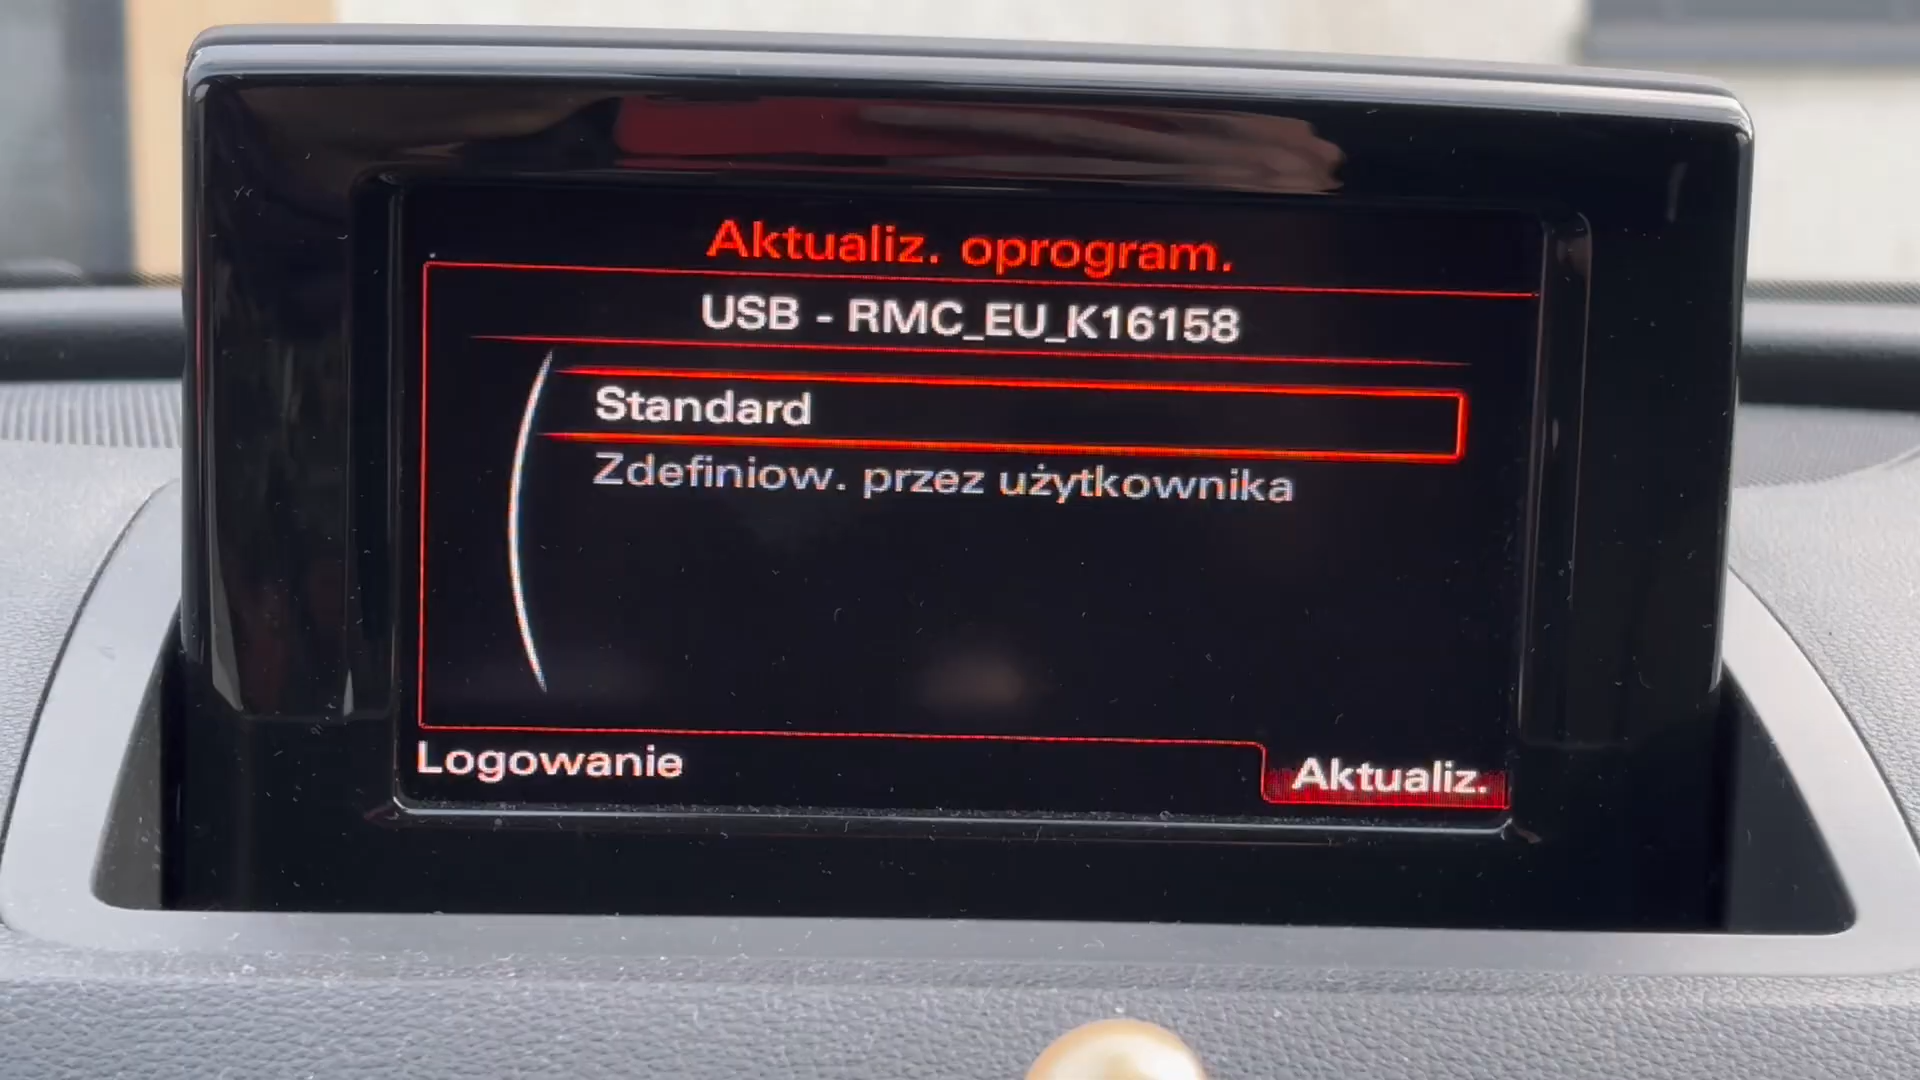 Aktualiz. oprogram.
USB - RMC_EU_K16158
Standard
Zdefiniow. przez użytkownika
Logowanie
Aktualiz.